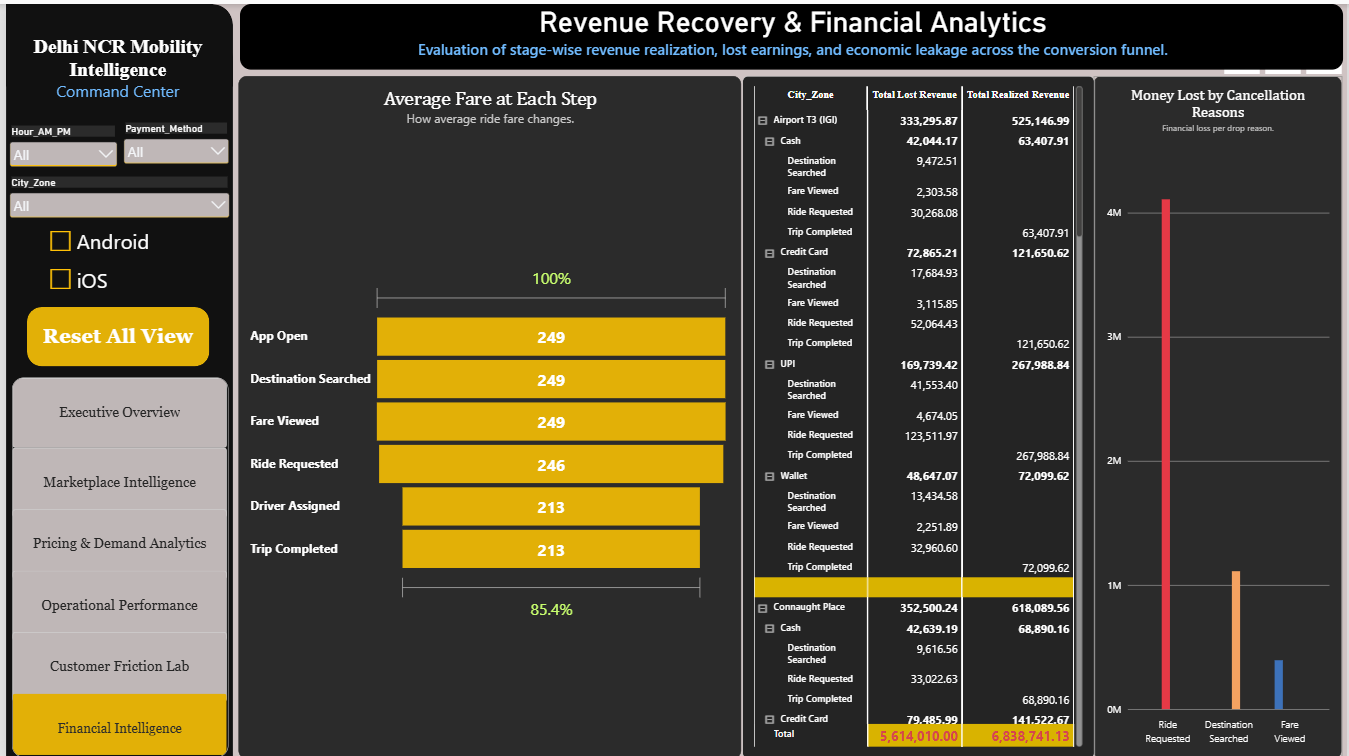 Delhi NCR Mobility
Intelligence
Command Center
Hour_AM_PM
Payment_Method
All
All
City_Zone
All
Android
iOS
Reset All View
Executive Overview
Marketplace Intelligence
Pricing & Demand Analytics
Operational Performance
Customer Friction Lab
Financial Intelligence
Revenue Recovery & Financial Analytics
Evaluation of stage-wise revenue realization, lost earnings, and economic leakage across the conversion funnel.
Average Fare at Each Step
How average ride fare changes.
100%
App Open 249
Destination Searched 249
Fare Viewed 249
Ride Requested 246
Driver Assigned 213
Trip Completed 213
85.4%
City_Zone Total Lost Revenue Total Realized Revenue
Airport T3 (IGI) 333,295.87 525,146.99
Cash 42,044.17 63,407.91
Destination 9,472.51
Searched
Fare Viewed 2,303.58
Ride Requested 30,268.08
Trip Completed 63,407.91
Credit Card 72,865.21 121,650.62
Destination 17,684.93
Searched
Fare Viewed 3,115.85
Ride Requested 52,064.43
Trip Completed 121,650.62
UPI 169,739.42 267,988.84
Destination 41,553.40
Searched
Fare Viewed 4,674.05
Ride Requested 123,511.97
Trip Completed 267,988.84
Wallet 48,647.07 72,099.62
Destination 13,434.58
Searched
Fare Viewed 2,251.89
Ride Requested 32,960.60
Trip Completed 72,099.62
Connaught Place 352,500.24 618,089.56
Cash 42,639.19 68,890.16
Destination 9,616.56
Searched
Ride Requested 33,022.63
Trip Completed 68,890.16
Credit Card 79,485.99 141,522.67
Total 5,614,010.00 6,838,741.13
Money Lost by Cancellation
Reasons
Financial loss per drop reason.
4M
3M
2M
1M
0M
Ride Destination Fare
Requested Searched Viewed